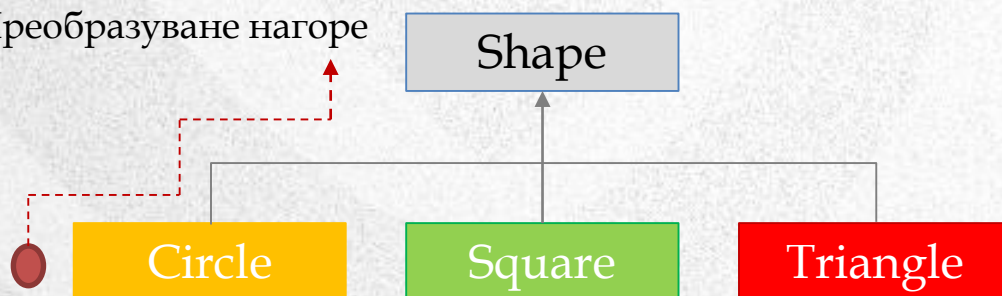 Преобразуване нагоре
Shape
Circle
Square
Triangle